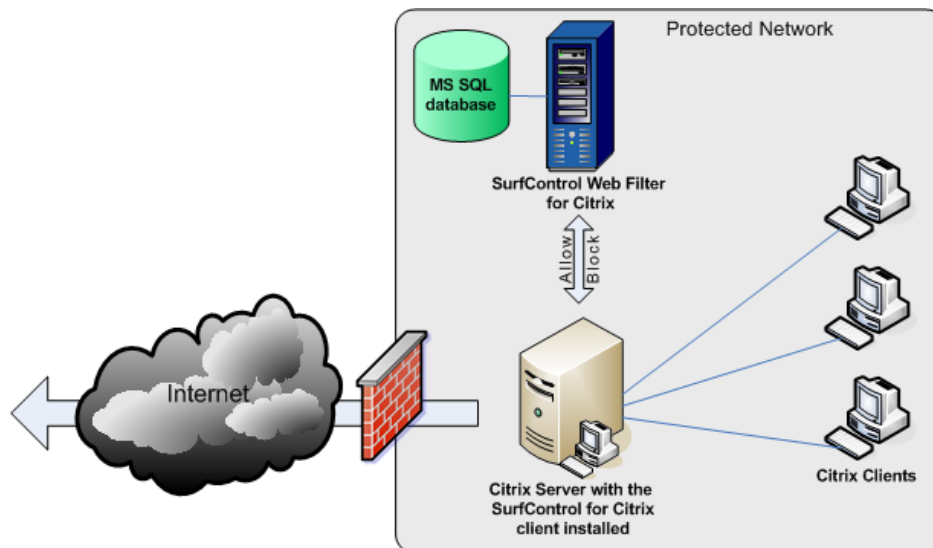 Protected Network
MS SQL
database
SurfControl Web Filter
for Citrix
Allow
Block
Internet
Citrix Server with the
SurfControl for Citrix
client installed
Citrix Clients